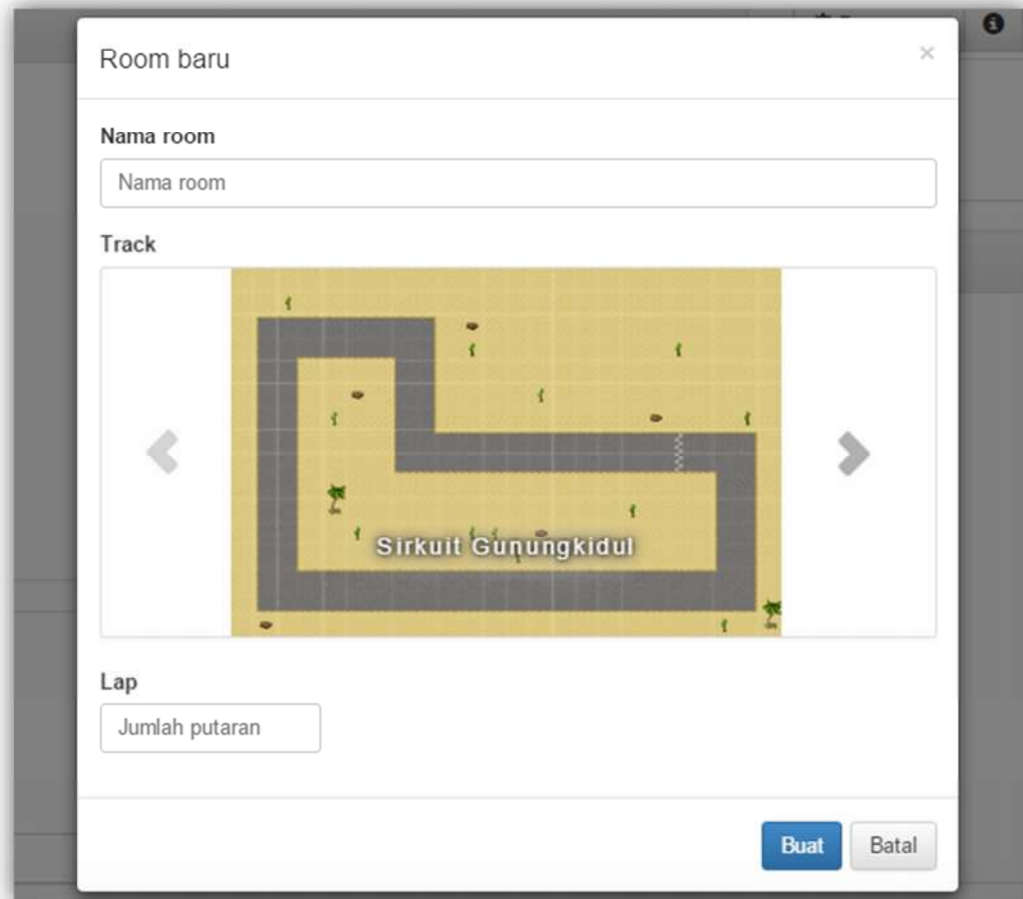 Room baru
×
Nama room
Nama room
Track
Sirkuit Gunungkidul
Lap
Jumlah putaran
Buat Batal